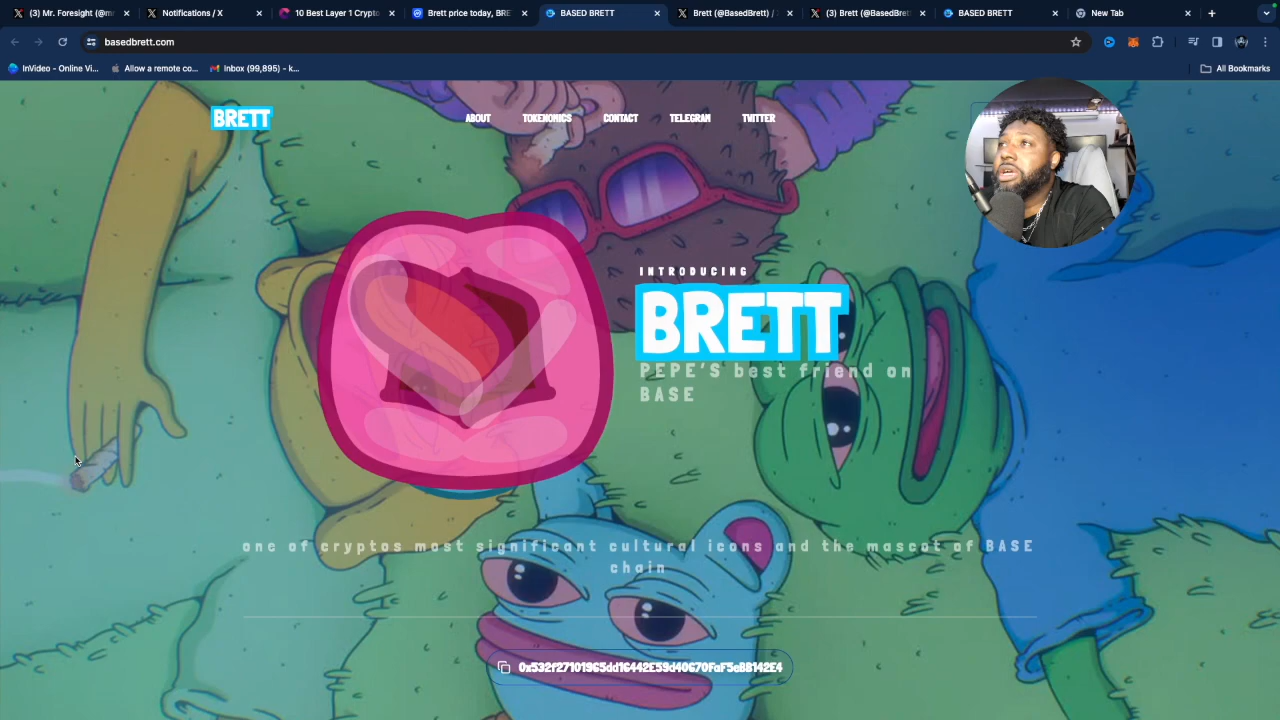 (3) Mr. Foresight (@mr
Notifications / X
10 Best Layer 1 Crypto
Brett price today, BRE
BASED BRETT
Brett (@BasedBrett) /
(3) Brett (@BasedBret
BASED BRETT
New Tab
basedbrett.com
InVideo - Online Vi...
Allow a remote co...
Inbox (99,895) - k...
All Bookmarks
BRETT
ABOUT
TOKENOMICS
CONTACT
TELEGRAM
TWITTER
INTRODUCING
BRETT
PEPE'S best friend on
BASE
one of cryptos most significant cultural icons and the mascot of BASE
chain
0x532f27101965dd16442E59d40670FaF5eBB142E4